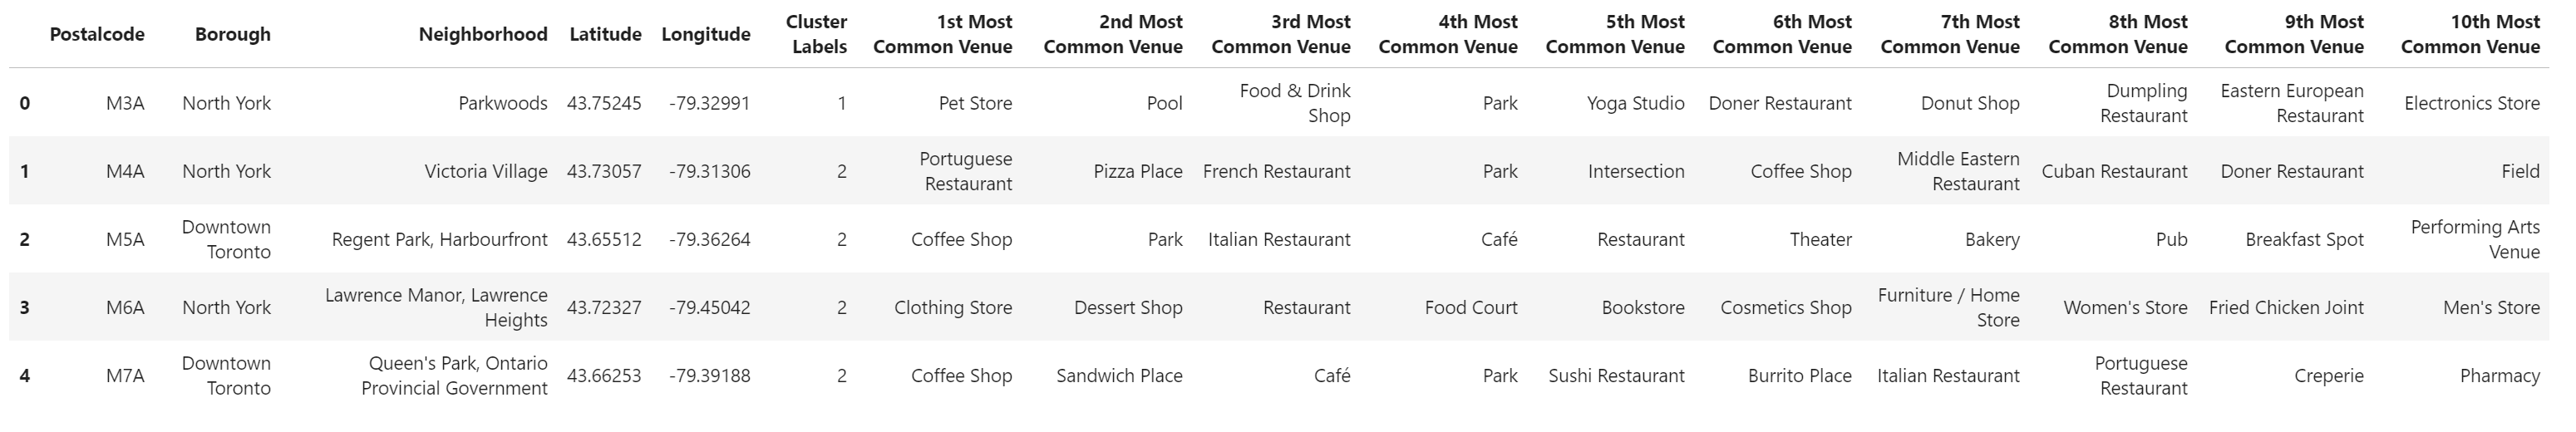 Postalcode Borough Neighborhood Latitude Longitude Cluster Labels 1st Most Common Venue 2nd Most Common Venue 3rd Most Common Venue 4th Most Common Venue 5th Most Common Venue 6th Most Common Venue 7th Most Common Venue 8th Most Common Venue 9th Most Common Venue 10th Most Common Venue
0 M3A North York Parkwoods 43.75245 -79.32991 1 Pet Store Pool Food & Drink Shop Park Yoga Studio Doner Restaurant Donut Shop Dumpling Restaurant Eastern European Restaurant Electronics Store
1 M4A North York Victoria Village 43.73057 -79.31306 2 Portuguese Restaurant Pizza Place French Restaurant Park Intersection Coffee Shop Middle Eastern Restaurant Cuban Restaurant Doner Restaurant Field
2 M5A Downtown Toronto Regent Park, Harbourfront 43.65512 -79.36264 2 Coffee Shop Park Italian Restaurant Café Restaurant Theater Bakery Pub Breakfast Spot Performing Arts Venue
3 M6A North York Lawrence Manor, Lawrence Heights 43.72327 -79.45042 2 Clothing Store Dessert Shop Restaurant Food Court Bookstore Cosmetics Shop Furniture / Home Store Women's Store Fried Chicken Joint Men's Store
4 M7A Downtown Toronto Queen's Park, Ontario Provincial Government 43.66253 -79.39188 2 Coffee Shop Sandwich Place Café Park Sushi Restaurant Burrito Place Italian Restaurant Portuguese Restaurant Creperie Pharmacy